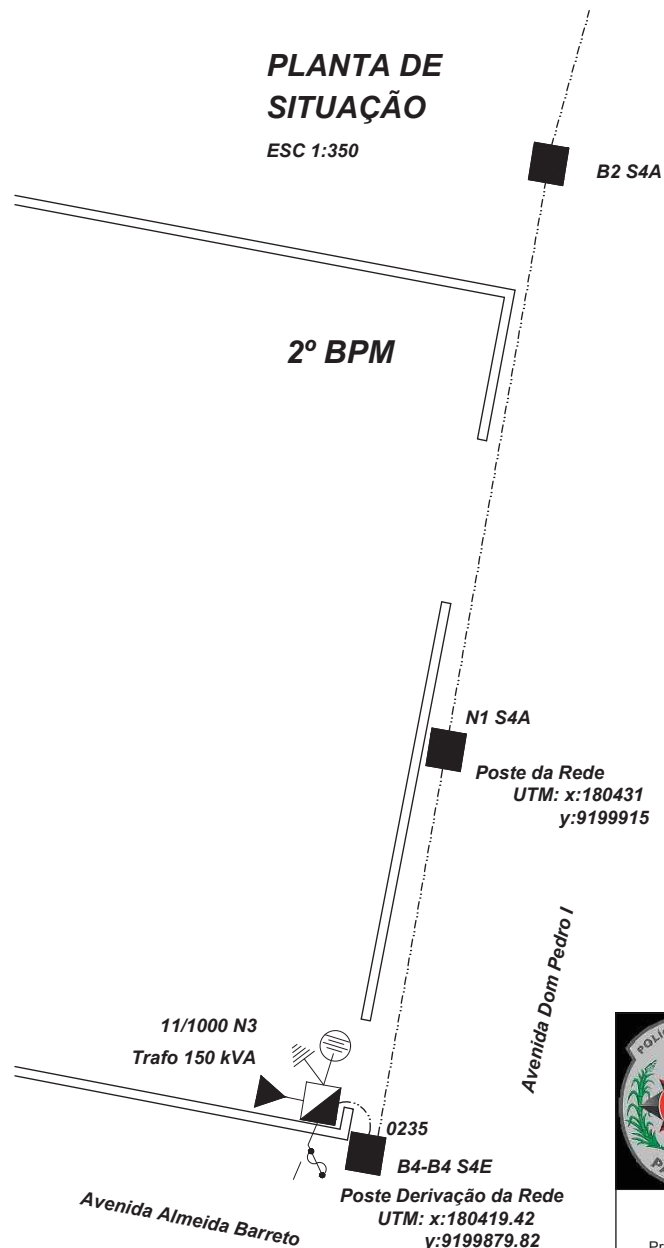 PLANTA DE
SITUAÇÃO
ESC 1:350
B2 S4A
2º BPM
N1 S4A
Poste da Rede
UTM: x:180431
y:9199915
Avenida Dom Pedro I
11/1000 N3
Trafo 150 kVA
0235
B4-B4 S4E
Poste Derivação da Rede
UTM: x:180419.42
y:9199879.82
Avenida Almeida Barreto